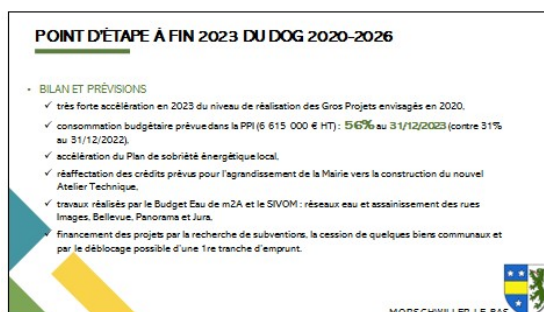 POINT D'ÉTAPE À FIN 2023 DU DOG 2020-2026
• BILAN ET PRÉVISIONS
✓ très forte accélération en 2023 du niveau de réalisation des Gros Projets envisagés en 2020,
✓ consommation budgétaire prévue dans la PPI (6 615 000 € HT) : 56% au 31/12/2023 (contre 31%
au 31/12/2022),
✓ accélération du Plan de sobriété énergétique local,
✓ réaffectation des crédits prévus pour l'agrandissement de la Mairie vers la construction du nouvel
Atelier Technique,
✓ travaux réalisés par le Budget Eau de m2A et le SIVOM : réseaux eau et assainissement des rues
Images, Bellevue, Panorama et Jura,
✓ financement des projets par la recherche de subventions, la cession de quelques biens communaux et
par le déblocage possible d'une 1re tranche d'emprunt.
MORSCHWILLER LE BAS